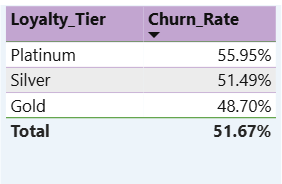 Loyalty_Tier Churn_Rate
Platinum 55.95%
Silver 51.49%
Gold 48.70%
Total 51.67%